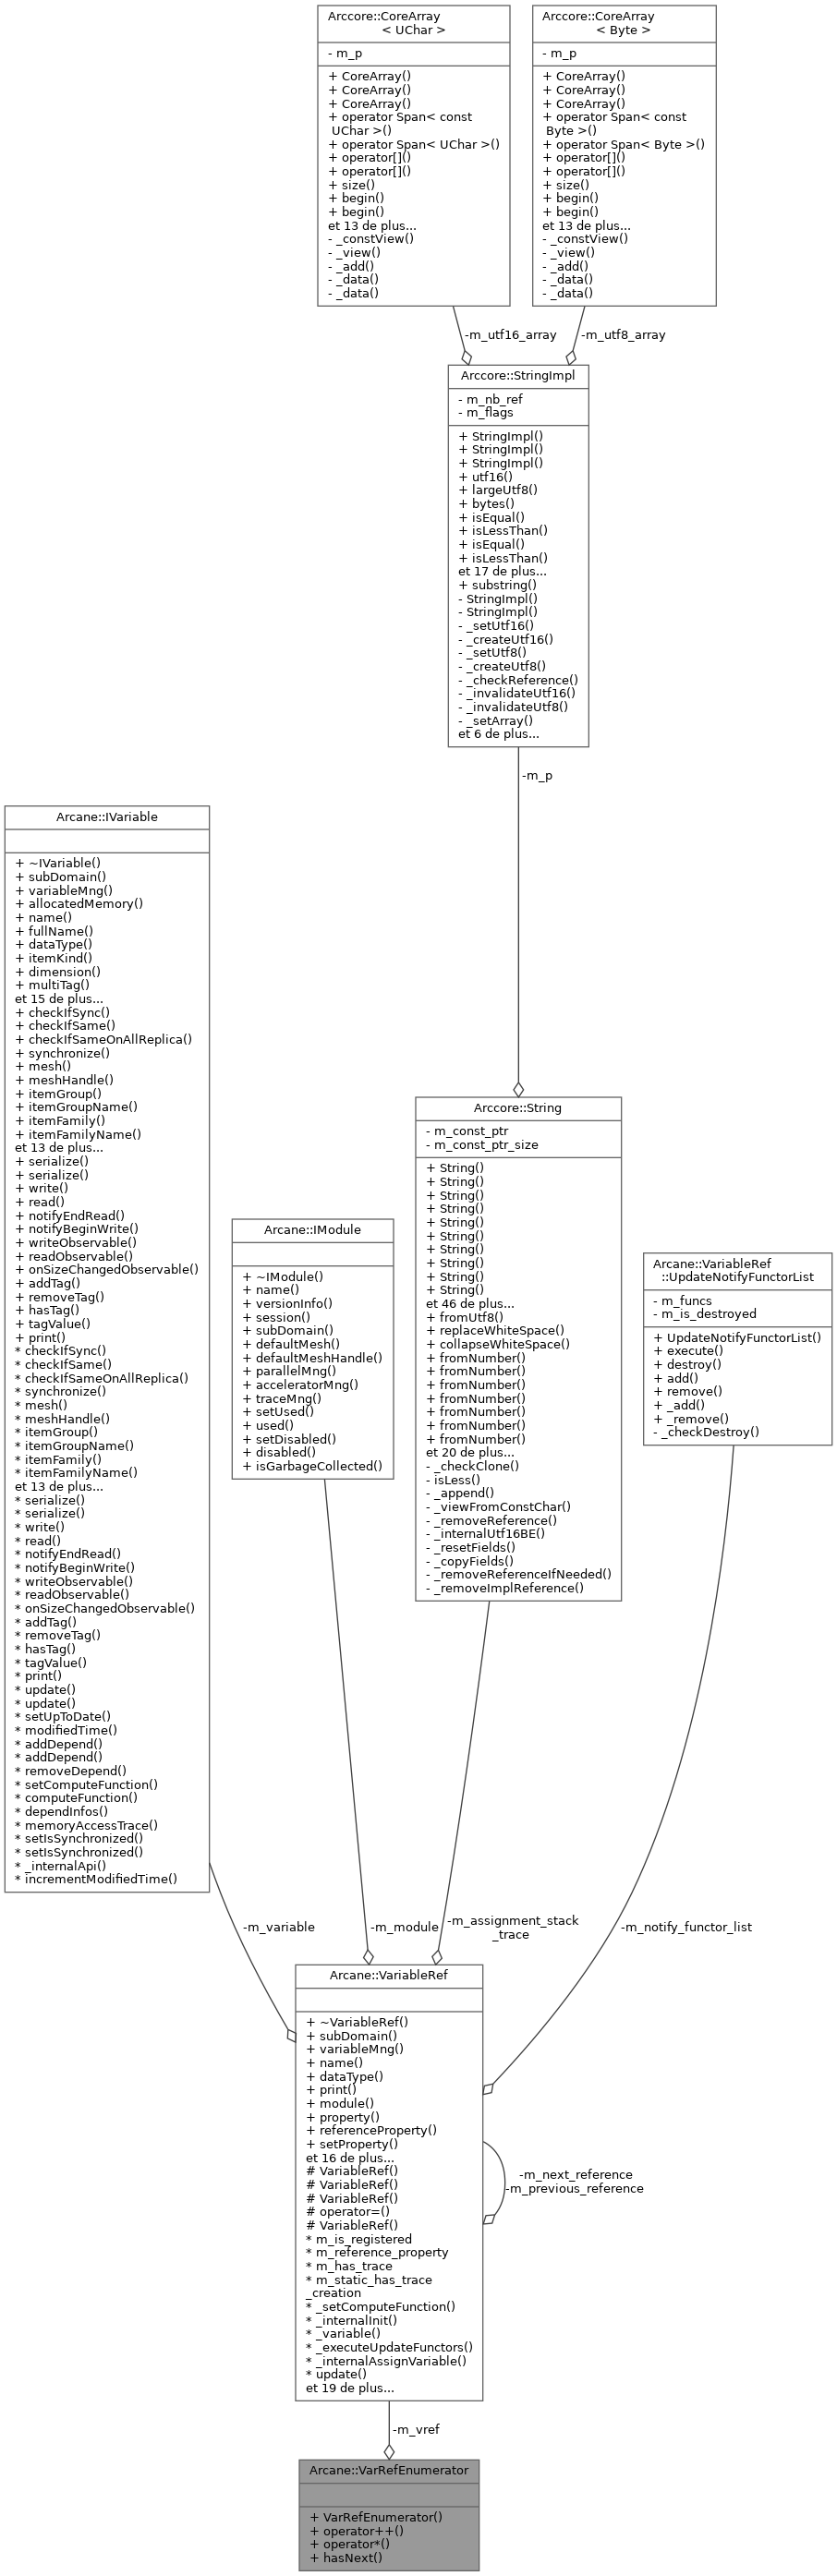 Arccore::CoreArray
< UChar >
- m_p
+ CoreArray()
+ CoreArray()
+ CoreArray()
+ operator Span< const
UChar >()
+ operator Span< UChar >()
+ operator[]()
+ operator[]()
+ size()
+ begin()
+ begin()
et 13 de plus...
- _constView()
- _view()
- _add()
- _data()
- _data()
Arccore::CoreArray
< Byte >
- m_p
+ CoreArray()
+ CoreArray()
+ CoreArray()
+ operator Span< const
Byte >()
+ operator Span< Byte >()
+ operator[]()
+ operator[]()
+ size()
+ begin()
+ begin()
et 13 de plus...
- _constView()
- _view()
- _add()
- _data()
- _data()
-m_utf16_array
-m_utf8_array
Arccore::StringImpl
- m_nb_ref
- m_flags
+ StringImpl()
+ StringImpl()
+ StringImpl()
+ utf16()
+ largeUtf8()
+ bytes()
+ isEqual()
+ isLessThan()
+ isEqual()
+ isLessThan()
et 17 de plus...
+ substring()
- StringImpl()
- StringImpl()
- _setUtf16()
- _createUtf16()
- _setUtf8()
- _createUtf8()
- _checkReference()
- _invalidateUtf16()
- _invalidateUtf8()
- _setArray()
et 6 de plus...
-m_p
Arcane::IVariable
+ ~IVariable()
+ subDomain()
+ variableMng()
+ allocatedMemory()
+ name()
+ fullName()
+ dataType()
+ itemKind()
+ dimension()
+ multiTag()
et 15 de plus...
+ checkIfSync()
+ checkIfSame()
+ checkIfSameOnAllReplica()
+ synchronize()
+ mesh()
+ meshHandle()
+ itemGroup()
+ itemGroupName()
+ itemFamily()
+ itemFamilyName()
et 13 de plus...
+ serialize()
+ serialize()
+ write()
+ read()
+ notifyEndRead()
+ notifyBeginWrite()
+ writeObservable()
+ readObservable()
+ onSizeChangedObservable()
+ addTag()
+ removeTag()
+ hasTag()
+ tagValue()
+ print()
* checkIfSync()
* checkIfSame()
* checkIfSameOnAllReplica()
* synchronize()
* mesh()
* meshHandle()
* itemGroup()
* itemGroupName()
* itemFamily()
* itemFamilyName()
et 13 de plus...
* serialize()
* serialize()
* write()
* read()
* notifyEndRead()
* notifyBeginWrite()
* writeObservable()
* readObservable()
* onSizeChangedObservable()
* addTag()
* removeTag()
* hasTag()
* tagValue()
* print()
* update()
* update()
* setUpToDate()
* modifiedTime()
* addDepend()
* addDepend()
* removeDepend()
* setComputeFunction()
* computeFunction()
* dependInfos()
* memoryAccessTrace()
* setIsSynchronized()
* setIsSynchronized()
* _internalApi()
* incrementModifiedTime()
Arcane::IModule
+ ~IModule()
+ name()
+ versionInfo()
+ session()
+ subDomain()
+ defaultMesh()
+ defaultMeshHandle()
+ parallelMng()
+ acceleratorMng()
+ traceMng()
+ setUsed()
+ used()
+ setDisabled()
+ disabled()
+ isGarbageCollected()
Arccore::String
- m_const_ptr
- m_const_ptr_size
+ String()
+ String()
+ String()
+ String()
+ String()
+ String()
+ String()
+ String()
+ String()
+ String()
et 46 de plus...
+ fromUtf8()
+ replaceWhiteSpace()
+ collapseWhiteSpace()
+ fromNumber()
+ fromNumber()
+ fromNumber()
+ fromNumber()
+ fromNumber()
+ fromNumber()
+ fromNumber()
et 20 de plus...
- _checkClone()
- isLess()
- _append()
- _viewFromConstChar()
- _removeReference()
- _internalUtf16BE()
- _resetFields()
- _copyFields()
- _removeReferenceIfNeeded()
- _removeImplReference()
Arcane::VariableRef
::UpdateNotifyFunctorList
- m_funcs
- m_is_destroyed
+ UpdateNotifyFunctorList()
+ execute()
+ destroy()
+ add()
+ remove()
+ _add()
+ _remove()
- _checkDestroy()
-m_variable
-m_module
-m_assignment_stack
_trace
-m_notify_functor_list
Arcane::VariableRef
+ ~VariableRef()
+ subDomain()
+ variableMng()
+ name()
+ dataType()
+ print()
+ module()
+ property()
+ referenceProperty()
+ setProperty()
et 16 de plus...
# VariableRef()
# VariableRef()
# VariableRef()
# operator=()
# VariableRef()
* m_is_registered
* m_reference_property
* m_has_trace
* m_static_has_trace
_creation
* _setComputeFunction()
* _internalInit()
* _variable()
* _executeUpdateFunctors()
* _internalAssignVariable()
* update()
et 19 de plus...
-m_next_reference
-m_previous_reference
-m_vref
Arcane::VarRefEnumerator
+ VarRefEnumerator()
+ operator++()
+ operator*()
+ hasNext()